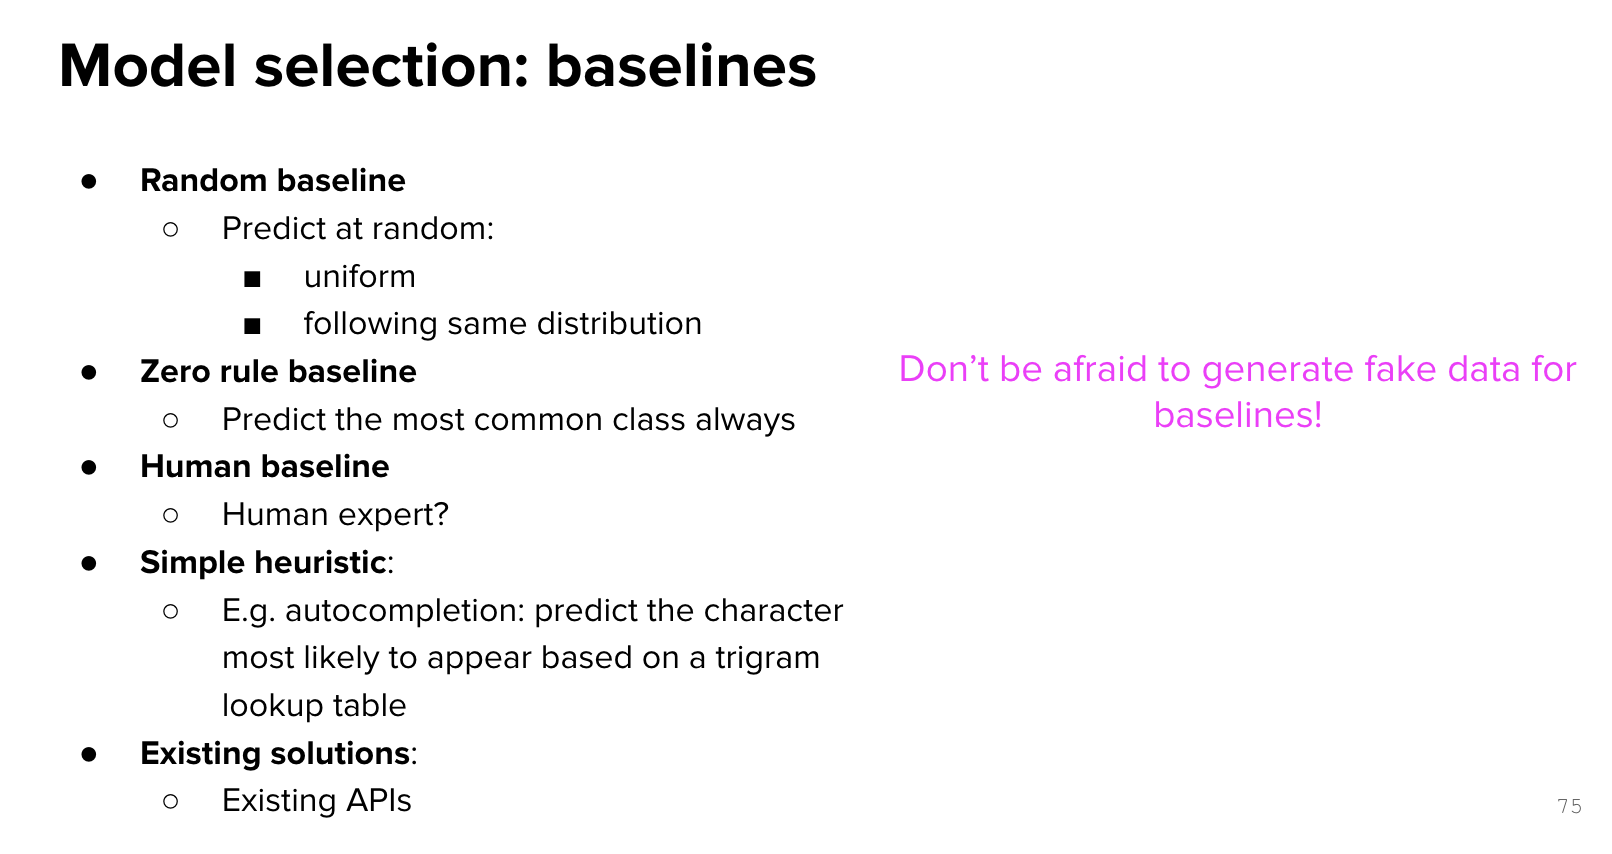 Model selection: baselines
● Random baseline
○ Predict at random:
■ uniform
■ following same distribution
● Zero rule baseline
○ Predict the most common class always
● Human baseline
○ Human expert?
● Simple heuristic:
○ E.g. autocompletion: predict the character
most likely to appear based on a trigram
lookup table
● Existing solutions:
○ Existing APIs
Don’t be afraid to generate fake data for
baselines!
75